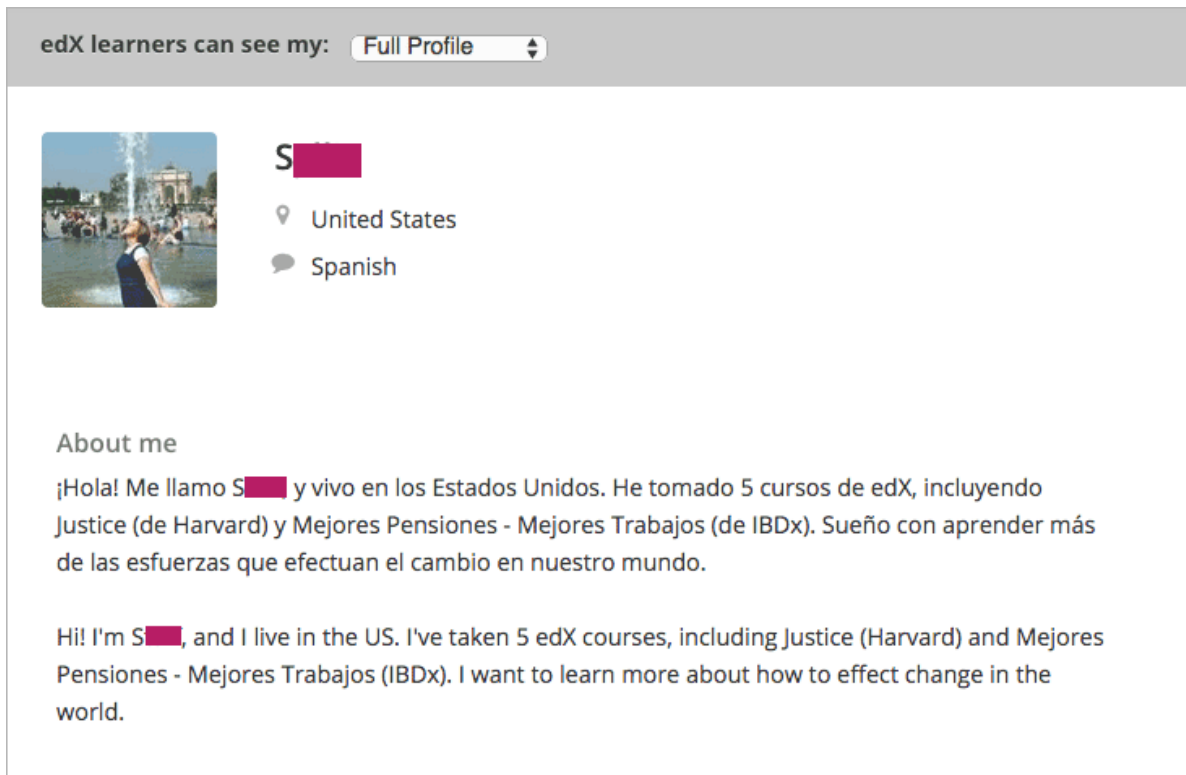 edX learners can see my: Full Profile
S
United States
Spanish
About me
¡Hola! Me llamo S y vivo en los Estados Unidos. He tomado 5 cursos de edX, incluyendo
Justice (de Harvard) y Mejores Pensiones - Mejores Trabajos (de IBDx). Sueño con aprender más
de las esfuerzas que efectuan el cambio en nuestro mundo.
Hi! I'm S, and I live in the US. I've taken 5 edX courses, including Justice (Harvard) and Mejores
Pensiones - Mejores Trabajos (IBDx). I want to learn more about how to effect change in the
world.